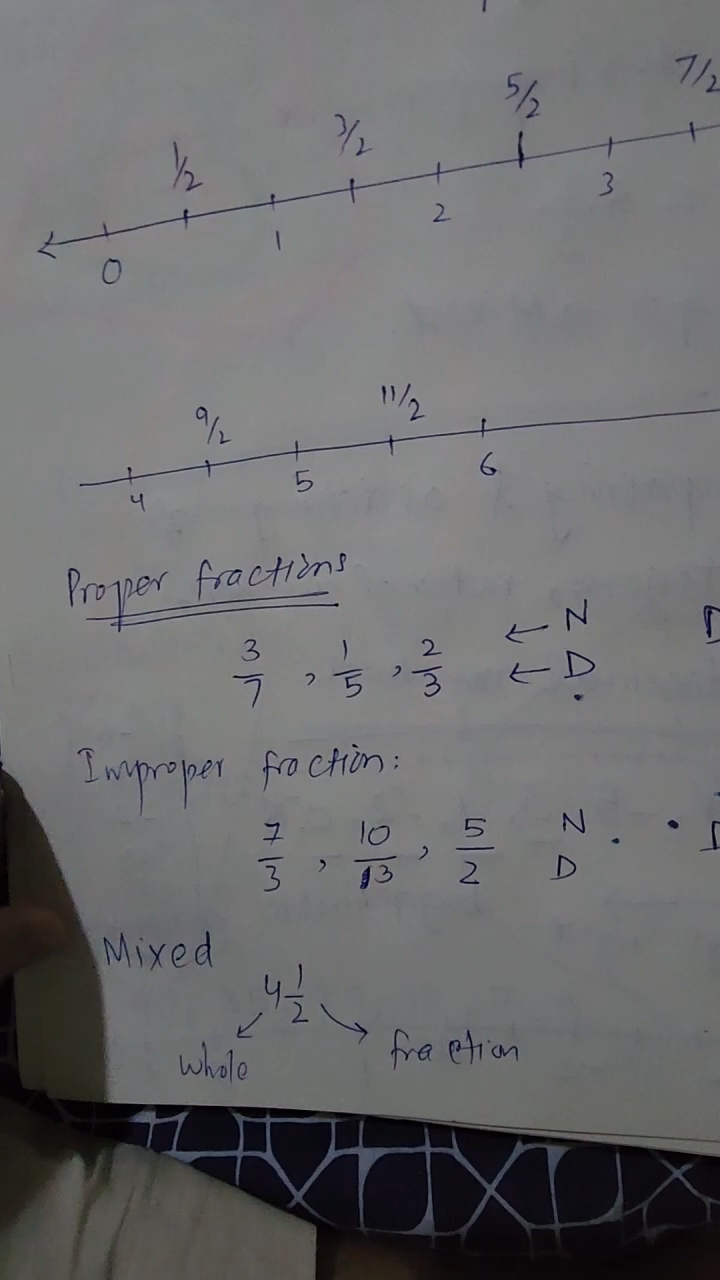 1/2 3/2 5/2 7/2
0 1 2 3
9/2 11/2
4 5 6
Proper fractions
3/7 , 1/5 , 2/3 ← N
← D
Improper fraction:
7/3 , 10/13 , 5/2 N
D
Mixed
4 1/2
whole fraction